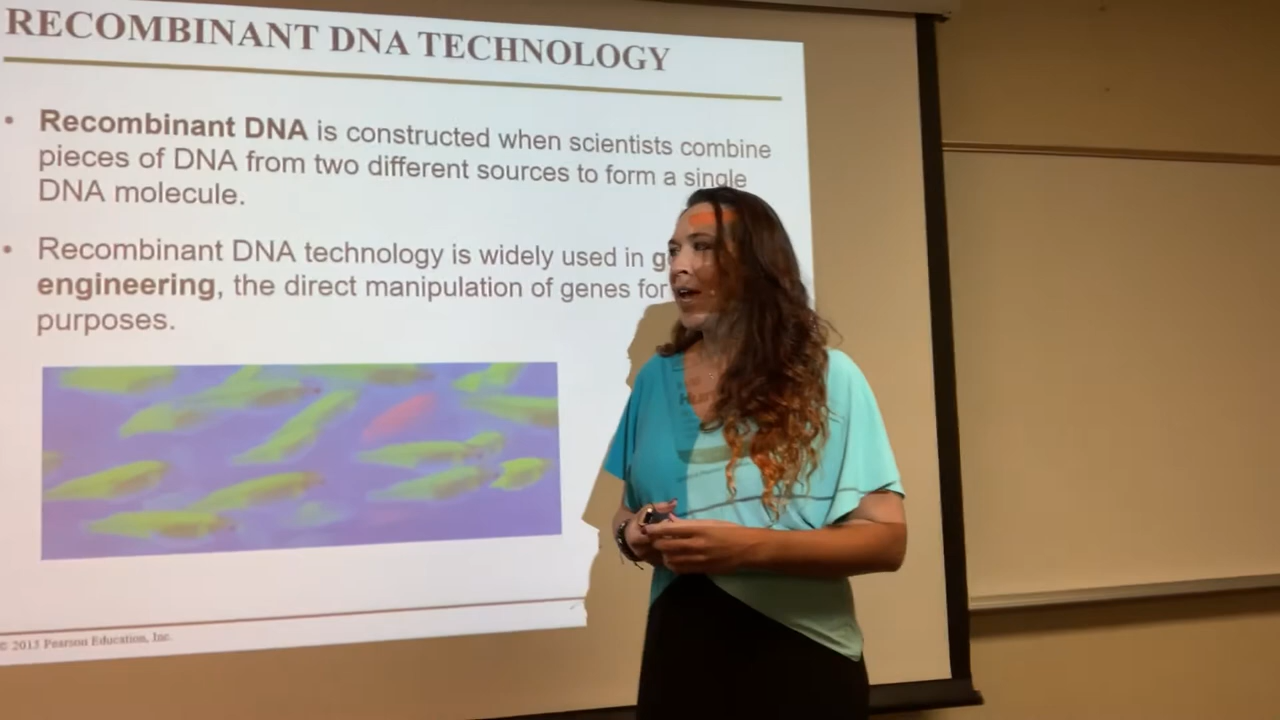 RECOMBINANT DNA TECHNOLOGY
• Recombinant DNA is constructed when scientists combine
pieces of DNA from two different sources to form a single
DNA molecule.
• Recombinant DNA technology is widely used in
engineering, the direct manipulation of genes for
purposes.
© 2015 Pearson Education, Inc.